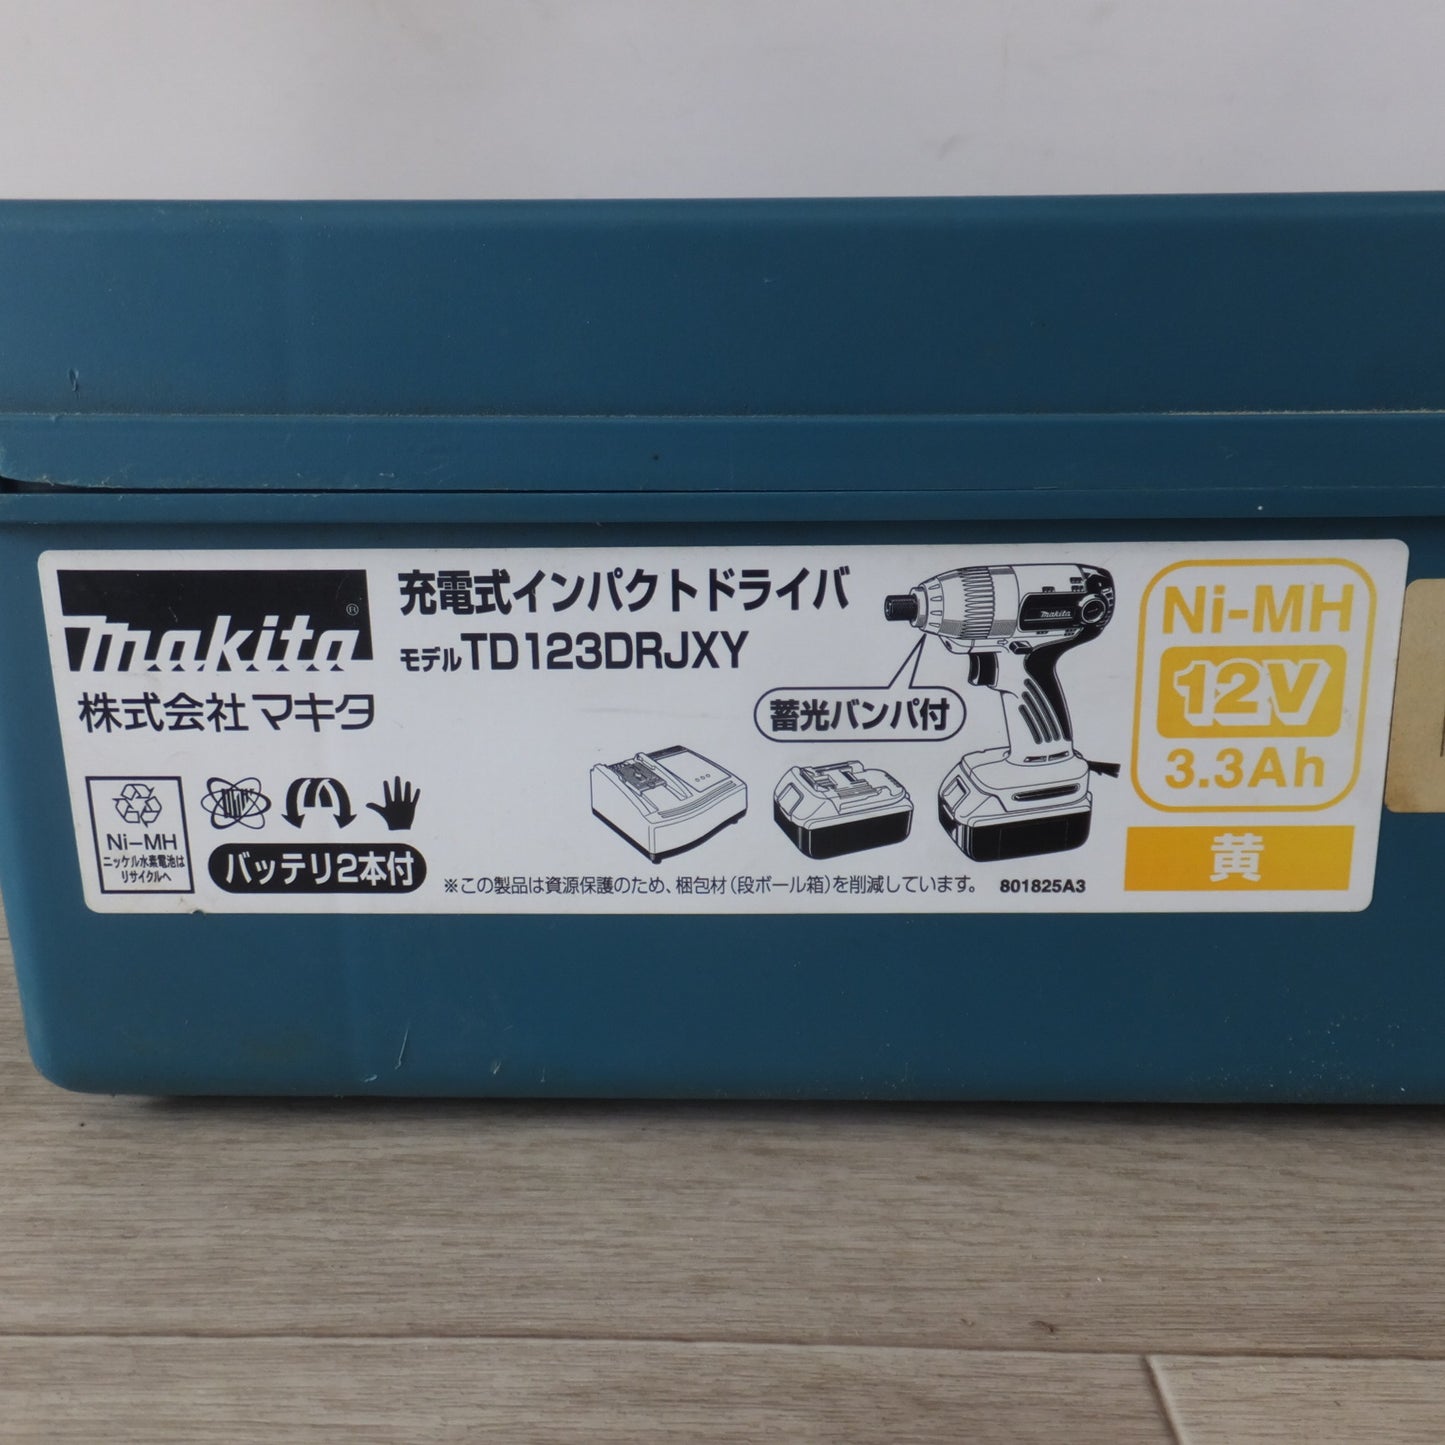 makita®
株式会社マキタ
充電式インパクトドライバ
モデルTD123DRJXY
蓄光バンパ付
makita
Ni-MH
12V
3.3Ah
黄
Ni-MH
ニッケル水素電池は
リサイクルへ
バッテリ2本付
※この製品は資源保護のため、梱包材(段ボール箱)を削減しています。 801825A3